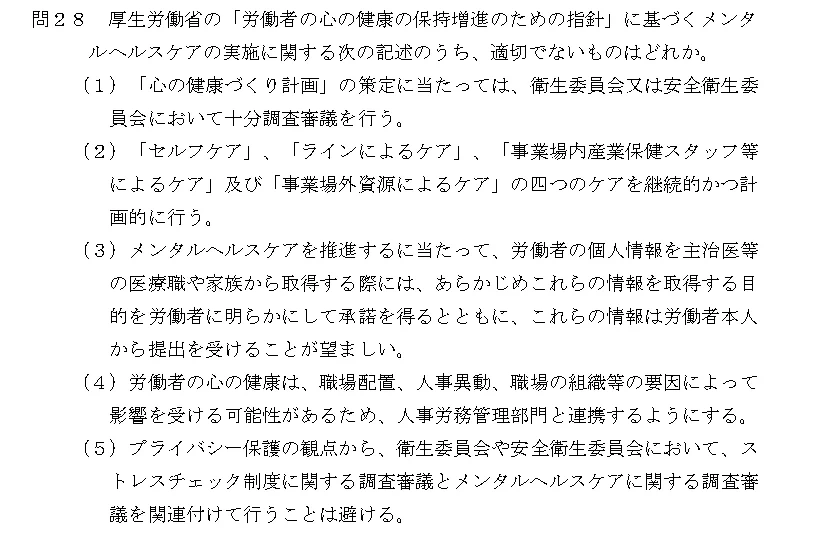 問２８　厚生労働省の「労働者の心の健康の保持増進のための指針」に基づくメンタ
ルヘルスケアの実施に関する次の記述のうち、適切でないものはどれか。
（１）「心の健康づくり計画」の策定に当たっては、衛生委員会又は安全衛生委
員会において十分調査審議を行う。
（２）「セルフケア」、「ラインによるケア」、「事業場内産業保健スタッフ等
によるケア」及び「事業場外資源によるケア」の四つのケアを継続的かつ計
画的に行う。
（３）メンタルヘルスケアを推進するに当たって、労働者の個人情報を主治医等
の医療職や家族から取得する際には、あらかじめこれらの情報を取得する目
的を労働者に明らかにして承諾を得るとともに、これらの情報は労働者本人
から提出を受けることが望ましい。
（４）労働者の心の健康は、職場配置、人事異動、職場の組織等の要因によって
影響を受ける可能性があるため、人事労務管理部門と連携するようにする。
（５）プライバシー保護の観点から、衛生委員会や安全衛生委員会において、ス
トレスチェック制度に関する調査審議とメンタルヘルスケアに関する調査審
議を関連付けて行うことは避ける。